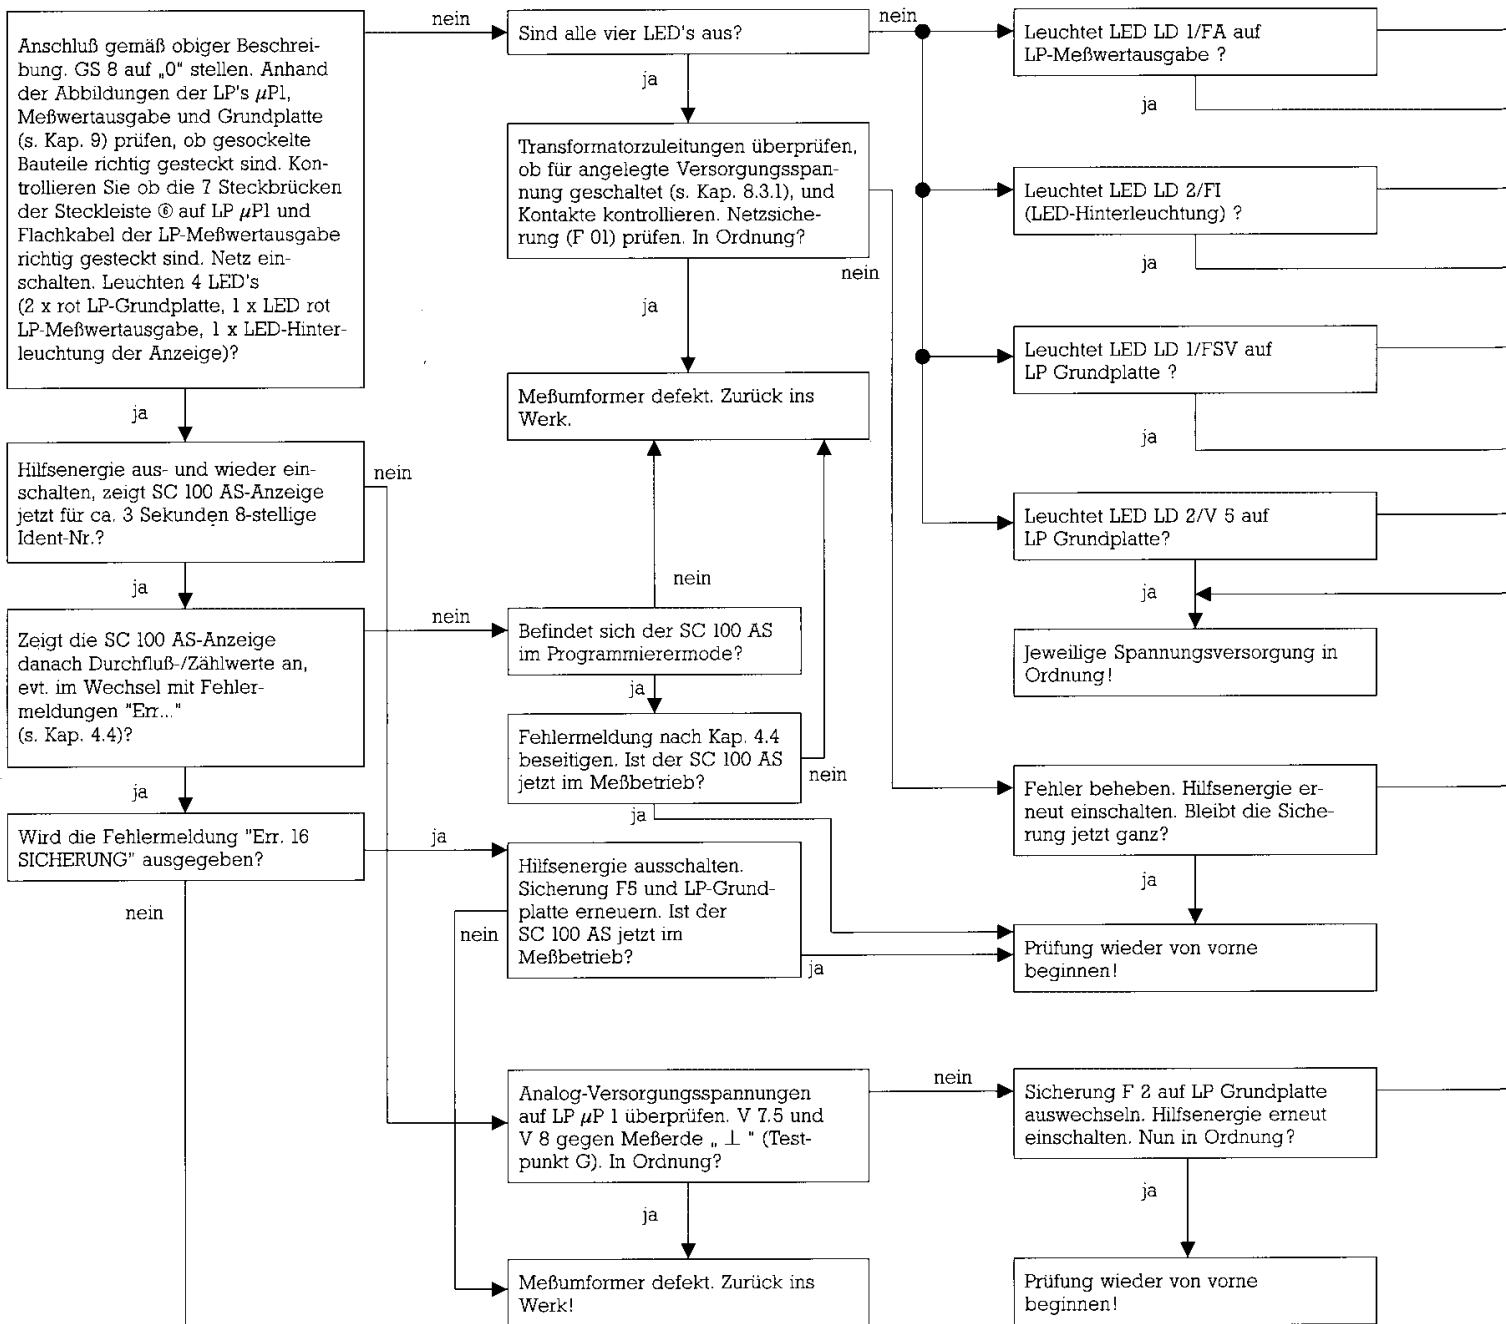 Anschluß gemäß obiger Beschrei-
bung. GS 8 auf „0" stellen. Anhand
der Abbildungen der LP's µP1,
Meßwertausgabe und Grundplatte
(s. Kap. 9) prüfen, ob gesockelte
Bauteile richtig gesteckt sind. Kon-
trollieren Sie ob die 7 Steckbrücken
der Steckleiste ⑥ auf LP µP1 und
Flachkabel der LP-Meßwertausgabe
richtig gesteckt sind. Netz ein-
schalten. Leuchten 4 LED's
(2 x rot LP-Grundplatte, 1 x LED rot
LP-Meßwertausgabe, 1 x LED-Hinter-
leuchtung der Anzeige)?
nein
ja
Sind alle vier LED's aus?
nein
ja
Transformatorzuleitungen überprüfen,
ob für angelegte Versorgungsspan-
nung geschaltet (s. Kap. 8.3.1), und
Kontakte kontrollieren. Netzsiche-
rung (F 01) prüfen. In Ordnung?
nein
ja
Meßumformer defekt. Zurück ins
Werk.
Leuchtet LED LD 1/FA auf
LP-Meßwertausgabe ?
ja
Leuchtet LED LD 2/FI
(LED-Hinterleuchtung) ?
ja
Leuchtet LED LD 1/FSV auf
LP Grundplatte ?
ja
Leuchtet LED LD 2/V 5 auf
LP Grundplatte?
ja
Jeweilige Spannungsversorgung in
Ordnung!
Hilfsenergie aus- und wieder ein-
schalten, zeigt SC 100 AS-Anzeige
jetzt für ca. 3 Sekunden 8-stellige
Ident-Nr.?
nein
ja
Zeigt die SC 100 AS-Anzeige
danach Durchfluß-/Zählwerte an,
evt. im Wechsel mit Fehler-
meldungen "Err..."
(s. Kap. 4.4)?
nein
ja
nein
Befindet sich der SC 100 AS
im Programmierermode?
ja
Fehlermeldung nach Kap. 4.4
beseitigen. Ist der SC 100 AS
jetzt im Meßbetrieb?
nein
ja
Fehler beheben. Hilfsenergie er-
neut einschalten. Bleibt die Siche-
rung jetzt ganz?
ja
Wird die Fehlermeldung "Err. 16
SICHERUNG" ausgegeben?
ja
nein
Hilfsenergie ausschalten.
Sicherung F5 und LP-Grund-
platte erneuern. Ist der
SC 100 AS jetzt im
Meßbetrieb?
nein
ja
Prüfung wieder von vorne
beginnen!
Analog-Versorgungsspannungen
auf LP µP 1 überprüfen. V 7.5 und
V 8 gegen Meßerde „ ⊥ " (Test-
punkt G). In Ordnung?
nein
ja
Sicherung F 2 auf LP Grundplatte
auswechseln. Hilfsenergie erneut
einschalten. Nun in Ordnung?
ja
Meßumformer defekt. Zurück ins
Werk!
Prüfung wieder von vorne
beginnen!